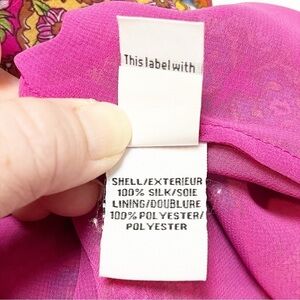 This label with
SHELL/EXTERIEUR
100% SILK/SOIE
LINING/DOUBLURE
100% POLYESTER/
POLYESTER